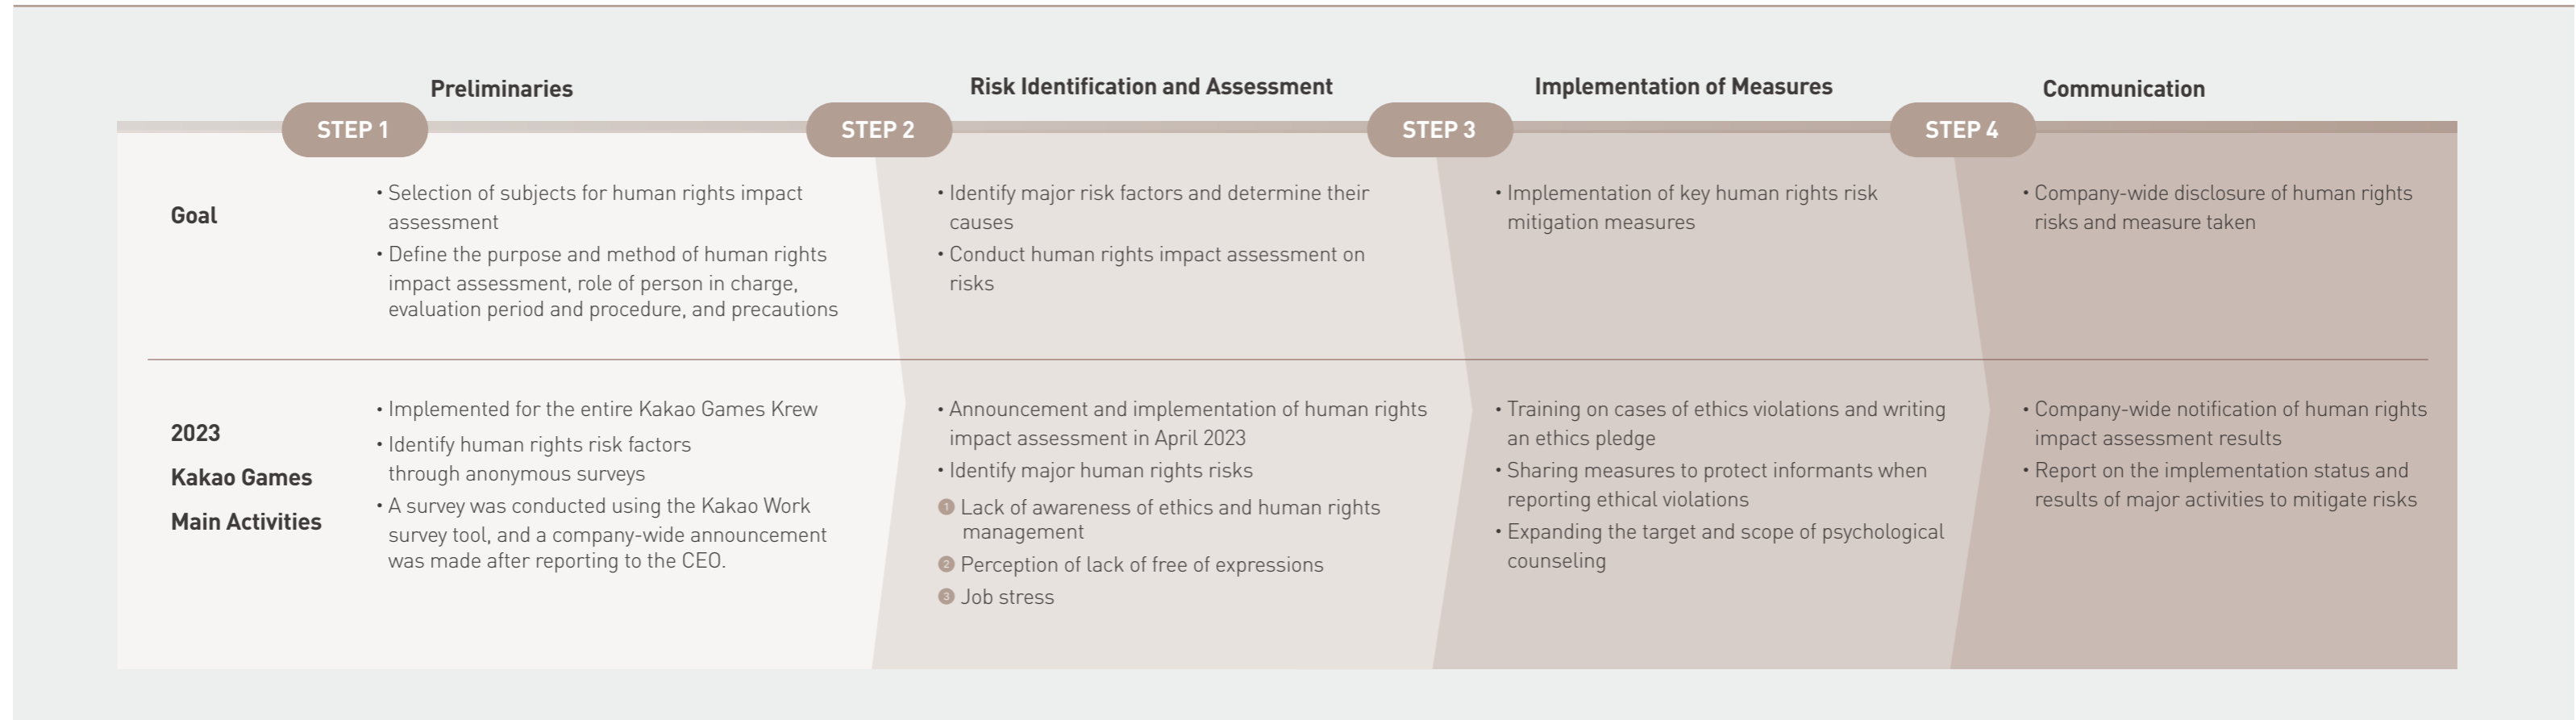 Preliminaries
Risk Identification and Assessment
Implementation of Measures
Communication
STEP 1
STEP 2
STEP 3
STEP 4
Goal
• Selection of subjects for human rights impact
assessment
• Define the purpose and method of human rights
impact assessment, role of person in charge,
evaluation period and procedure, and precautions
• Identify major risk factors and determine their
causes
• Conduct human rights impact assessment on
risks
• Implementation of key human rights risk
mitigation measures
• Company-wide disclosure of human rights
risks and measure taken
2023
Kakao Games
Main Activities
• Implemented for the entire Kakao Games Krew
• Identify human rights risk factors
through anonymous surveys
• A survey was conducted using the Kakao Work
survey tool, and a company-wide announcement
was made after reporting to the CEO.
• Announcement and implementation of human rights
impact assessment in April 2023
• Identify major human rights risks
❶ Lack of awareness of ethics and human rights
management
❷ Perception of lack of free of expressions
❸ Job stress
• Training on cases of ethics violations and writing
an ethics pledge
• Sharing measures to protect informants when
reporting ethical violations
• Expanding the target and scope of psychological
counseling
• Company-wide notification of human rights
impact assessment results
• Report on the implementation status and
results of major activities to mitigate risks